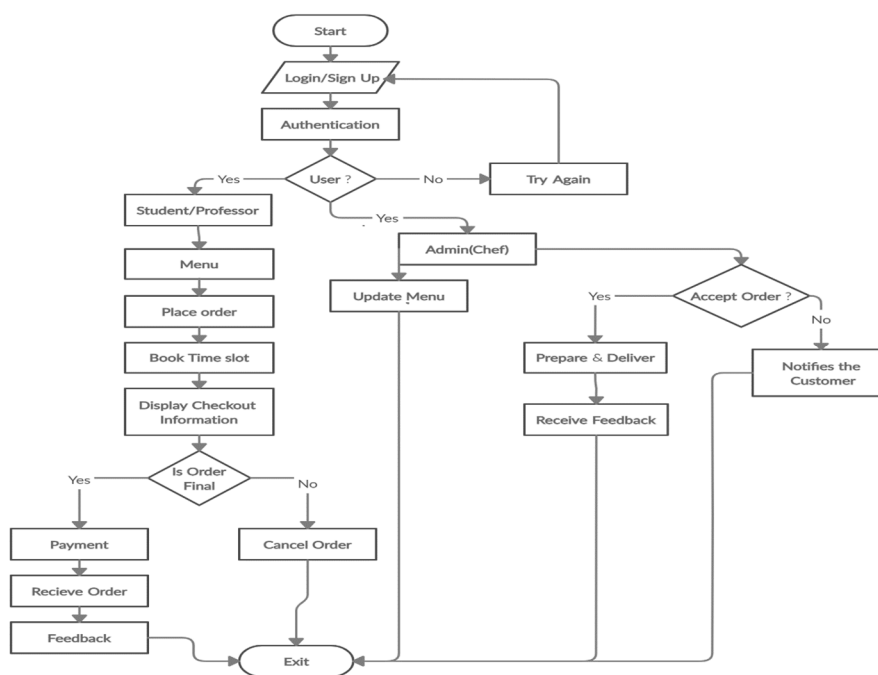 Start
Login/Sign Up
Authentication
Yes
User ?
No
Try Again
Student/Professor
Yes
Admin(Chef)
Menu
Update Menu
Yes
Accept Order ?
No
Place order
Book Time slot
Prepare & Deliver
Notifies the
Customer
Display Checkout
Information
Receive Feedback
Yes
Is Order
Final
No
Payment
Cancel Order
Recieve Order
Feedback
Exit